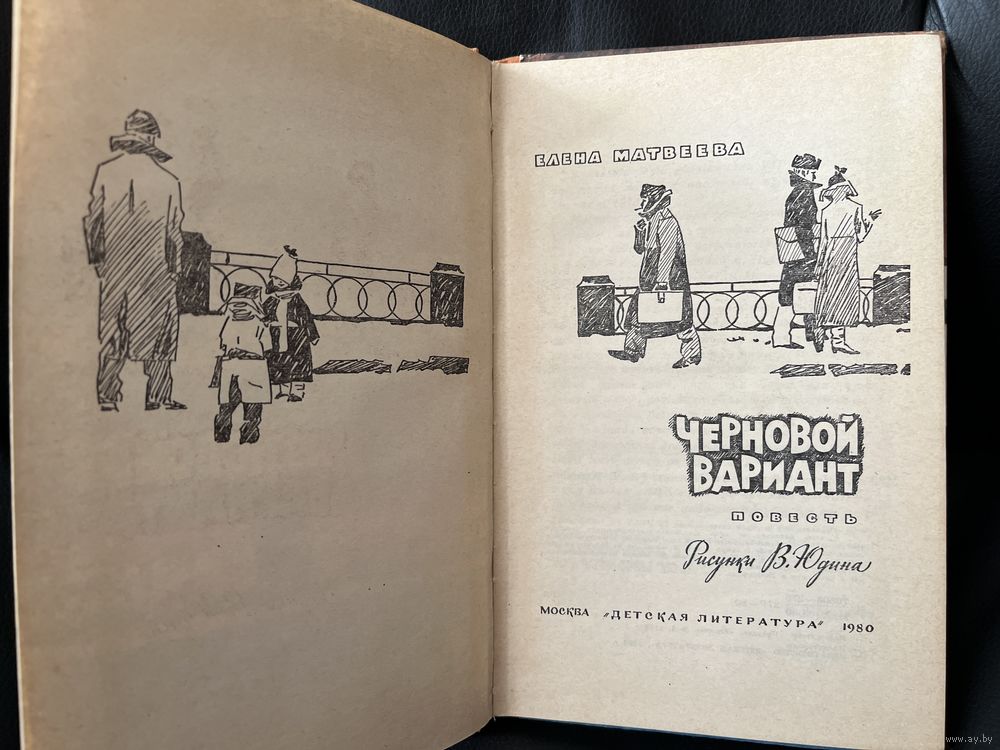 ЕЛЕНА МАТВЕЕВА
ЧЕРНОВОЙ
ВАРИАНТ
ПОВЕСТЬ
Рисунки В. Юдина
МОСКВА „ДЕТСКАЯ ЛИТЕРАТУРА" 1980
www.ay.by